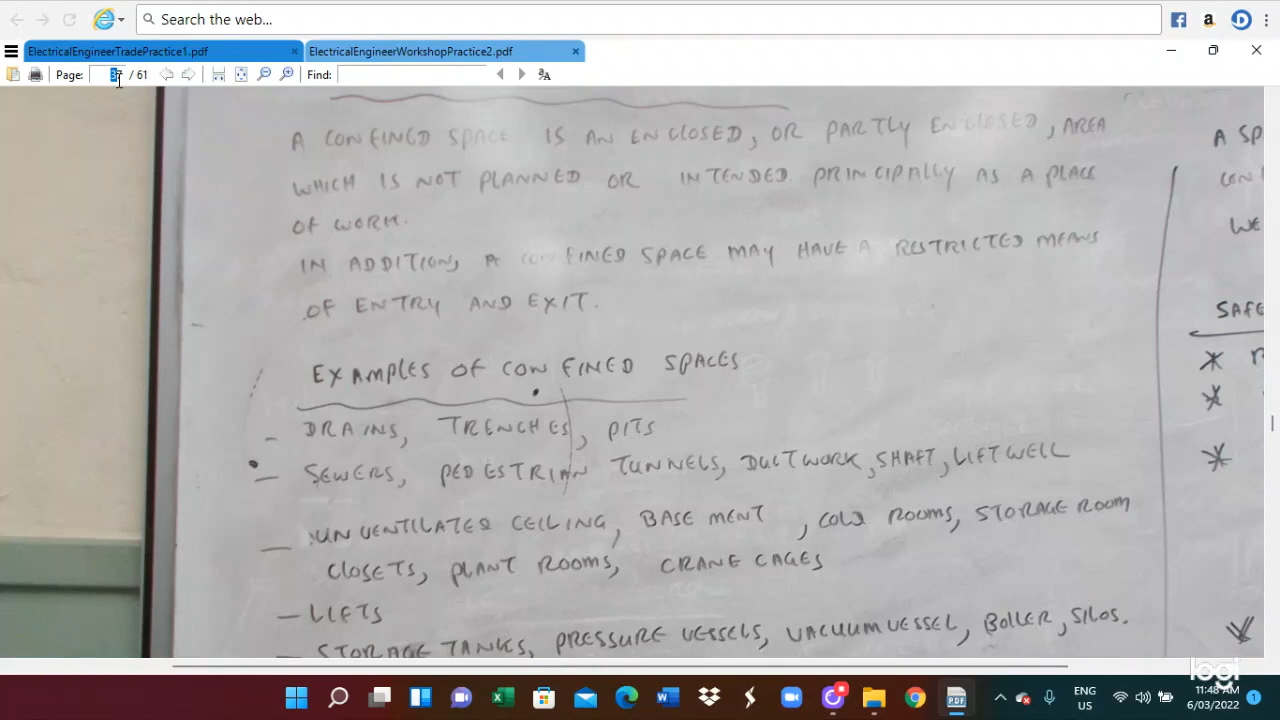 Search the web...
ElectricalEngineerTradePractice1.pdf × ElectricalEngineerWorkshopPractice2.pdf ×
Page: 37 / 61 Find:
A CONFINED SPACE IS AN ENCLOSED, OR PARTLY ENCLOSED, AREA
WHICH IS NOT PLANNED OR INTENDED PRINCIPALLY AS A PLACE
OF WORK.
IN ADDITION, A CONFINED SPACE MAY HAVE A RESTRICTED MEANS
OF ENTRY AND EXIT.
EXAMPLES OF CONFINED SPACES
- DRAINS, TRENCHES, PITS
- SEWERS, PEDESTRIAN TUNNELS, DUCTWORK, SHAFT, LIFTWELL
- UNVENTILATED CEILING, BASEMENT, COLD ROOMS, STORAGE ROOM
CLOSETS, PLANT ROOMS, CRANE CAGES
- LIFTS
- STORAGE TANKS, PRESSURE VESSELS, VACUUM VESSEL, BOILER, SILOS.
A SP
CON
WE
SAFE
logi
ENG
US
11:48 AM
6/03/2022